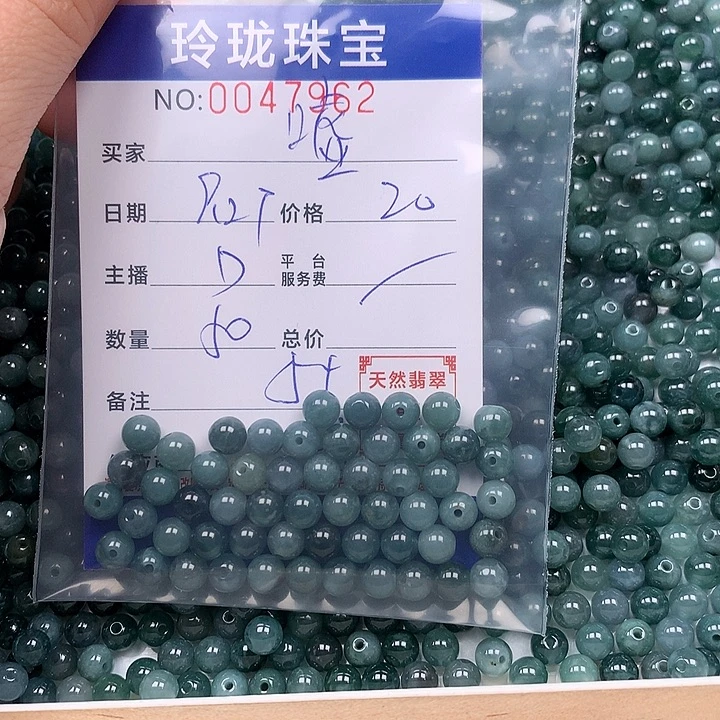 玲珑珠宝
NO:0047962
买家
日期 价格 20
主播 D 平台
服务费
数量 50 总价
备注
天然翡翠